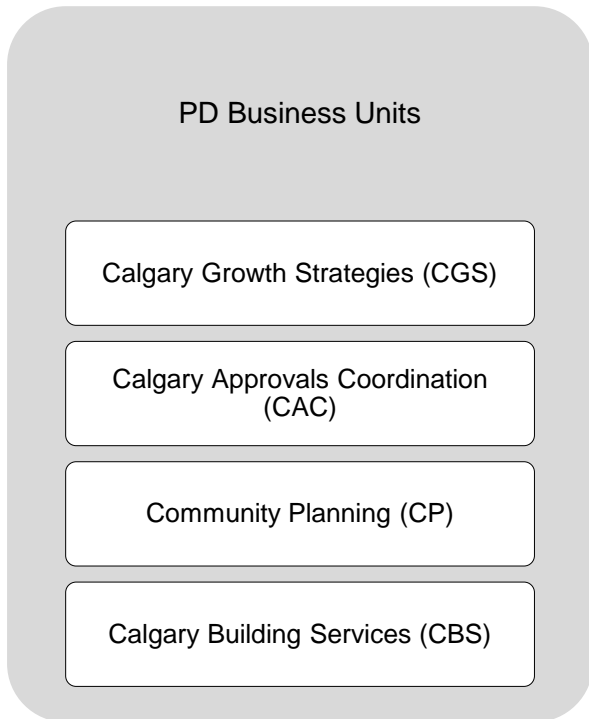 PD Business Units
Calgary Growth Strategies (CGS)
Calgary Approvals Coordination
(CAC)
Community Planning (CP)
Calgary Building Services (CBS)